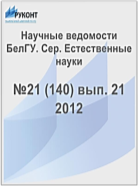 РУКОНТ
Научные ведомости
БелГУ. Сер. Естественные
науки
№21 (140) вып. 21
2012